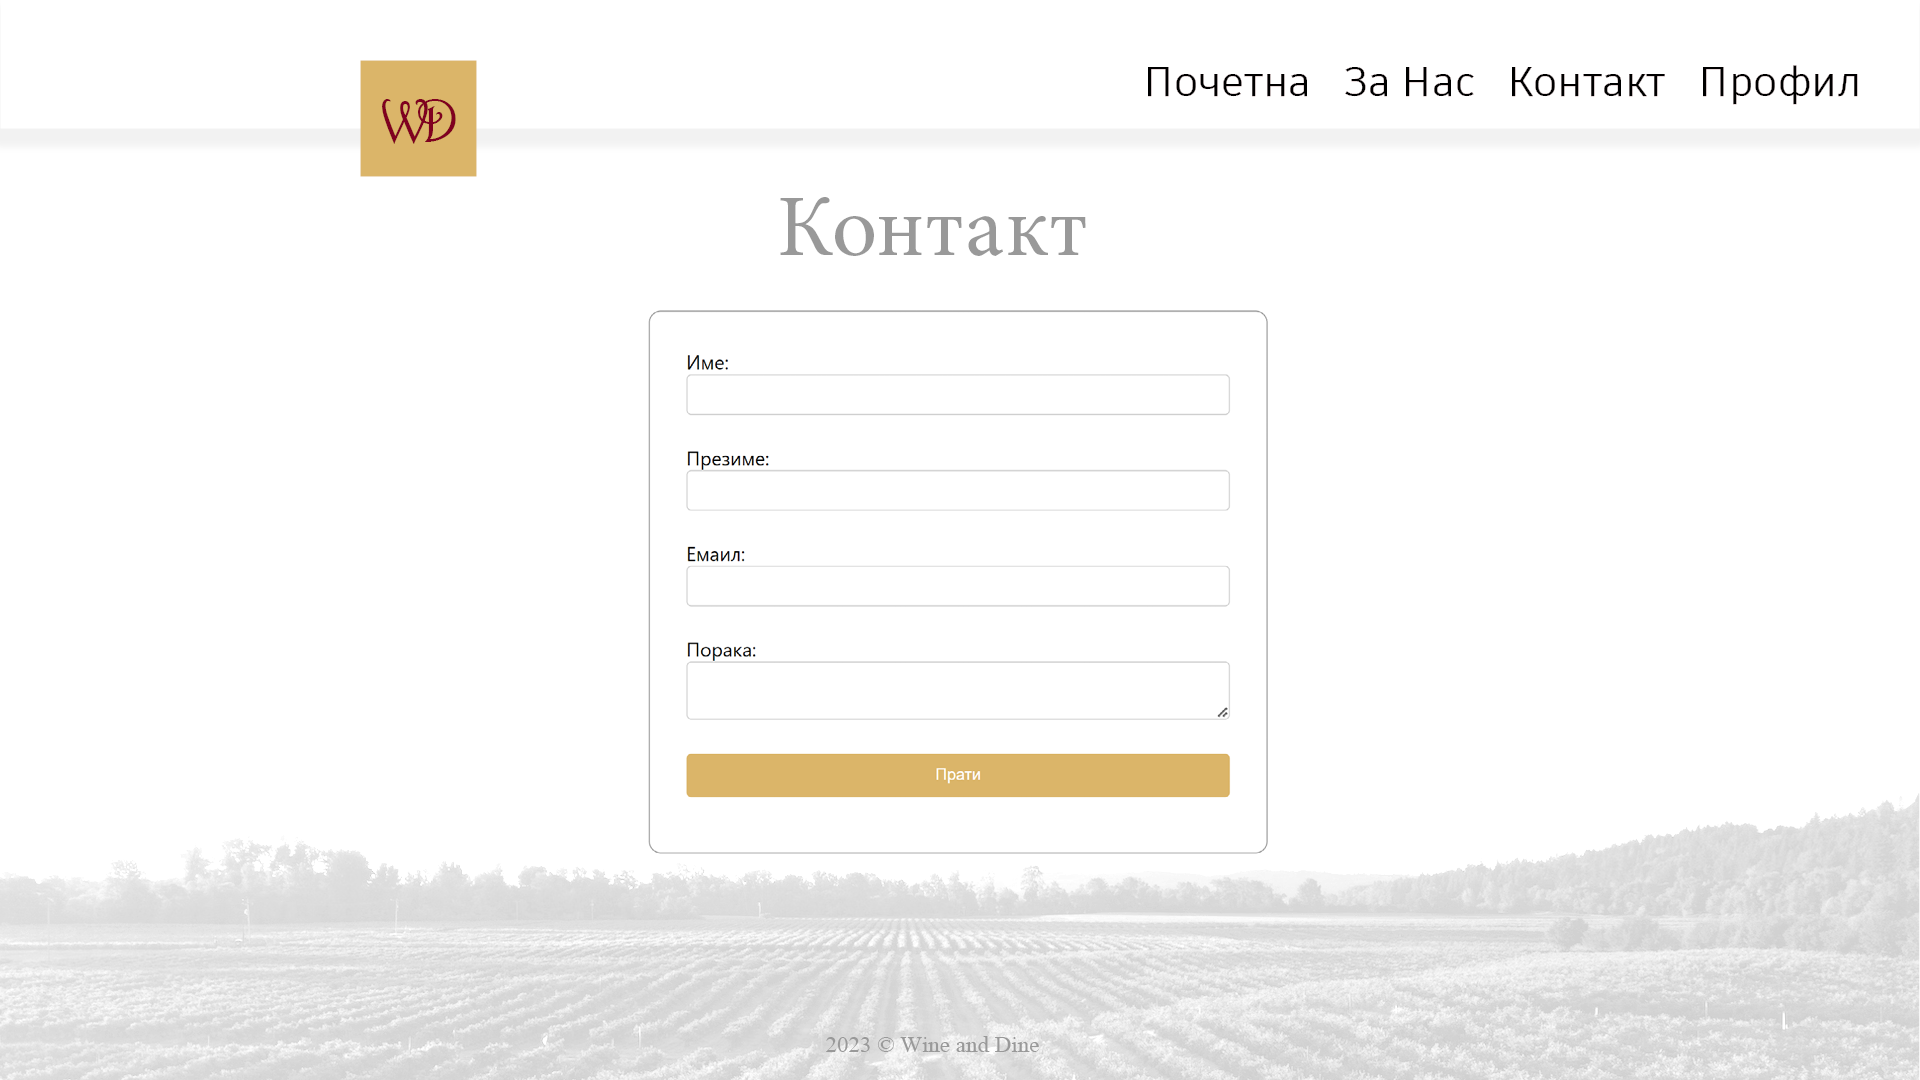 WD
Почетна За Нас Контакт Профил
Контакт
Име:
Презиме:
Емаил:
Порака:
Прати
2023 © Wine and Dine